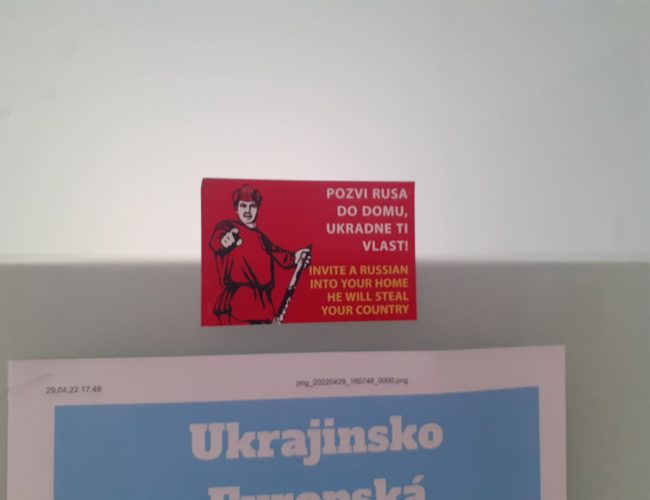 POZVI RUSA
DO DOMU,
UKRADNE TI
VLAST!
INVITE A RUSSIAN
INTO YOUR HOME
HE WILL STEAL
YOUR COUNTRY
29.04.22 17:48
png_20220429_160748_0000.png
Ukrajinsko
Evropská